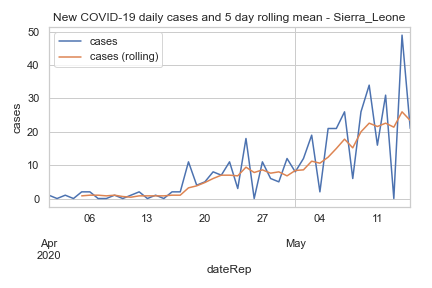 New COVID-19 daily cases and 5 day rolling mean - Sierra_Leone
50
cases
cases (rolling)
40
30
cases
20
10
0
06 13 20 27 04 11
Apr May
2020
dateRep